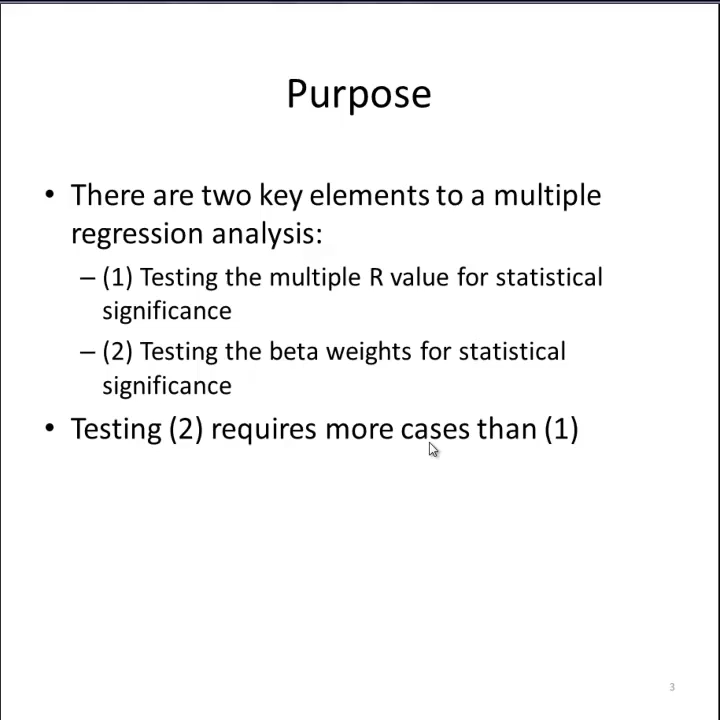 Purpose
• There are two key elements to a multiple
regression analysis:
– (1) Testing the multiple R value for statistical
significance
– (2) Testing the beta weights for statistical
significance
• Testing (2) requires more cases than (1)
3